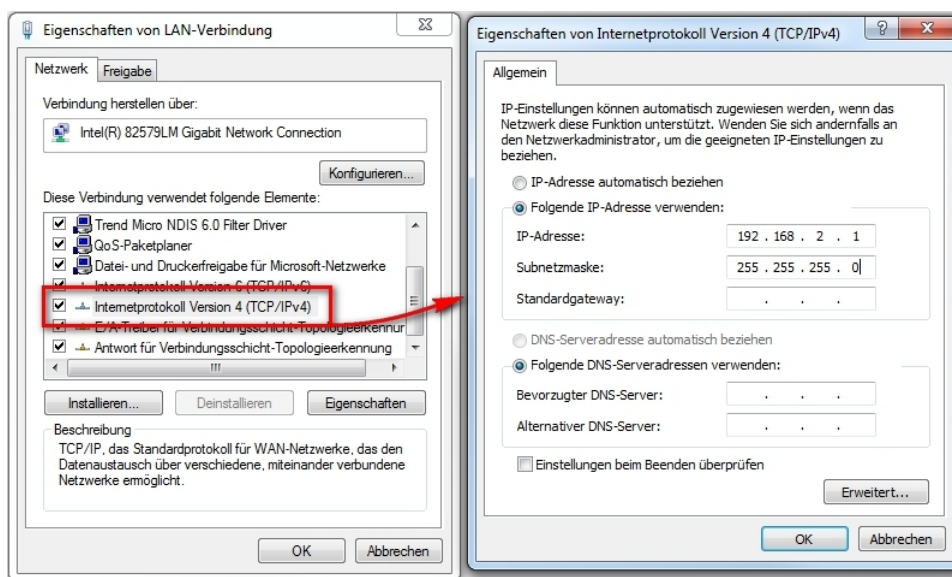 Eigenschaften von LAN-Verbindung
Netzwerk
Freigabe
Verbindung herstellen über:
Intel(R) 82579LM Gigabit Network Connection
Konfigurieren...
Diese Verbindung verwendet folgende Elemente:
Trend Micro NDIS 6.0 Filter Driver
QoS-Paketplaner
Datei- und Druckerfreigabe für Microsoft-Netzwerke
Internetprotokoll Version 6 (TCP/IPv6)
Internetprotokoll Version 4 (TCP/IPv4)
E/A-Treiber für Verbindungsschicht-Topologieerkennur
Antwort für Verbindungsschicht-Topologieerkennung
Installieren...
Deinstallieren
Eigenschaften
Beschreibung
TCP/IP, das Standardprotokoll für WAN-Netzwerke, das den
Datenaustausch über verschiedene, miteinander verbundene
Netzwerke ermöglicht.
OK
Abbrechen
Eigenschaften von Internetprotokoll Version 4 (TCP/IPv4)
Allgemein
IP-Einstellungen können automatisch zugewiesen werden, wenn das
Netzwerk diese Funktion unterstützt. Wenden Sie sich andernfalls an
den Netzwerkadministrator, um die geeigneten IP-Einstellungen zu
beziehen.
IP-Adresse automatisch beziehen
Folgende IP-Adresse verwenden:
IP-Adresse: 192 . 168 . 2 . 1
Subnetzmaske: 255 . 255 . 255 . 0
Standardgateway: . . .
DNS-Serveradresse automatisch beziehen
Folgende DNS-Serveradressen verwenden:
Bevorzugter DNS-Server: . . .
Alternativer DNS-Server: . . .
Einstellungen beim Beenden überprüfen
Erweitert...
OK
Abbrechen